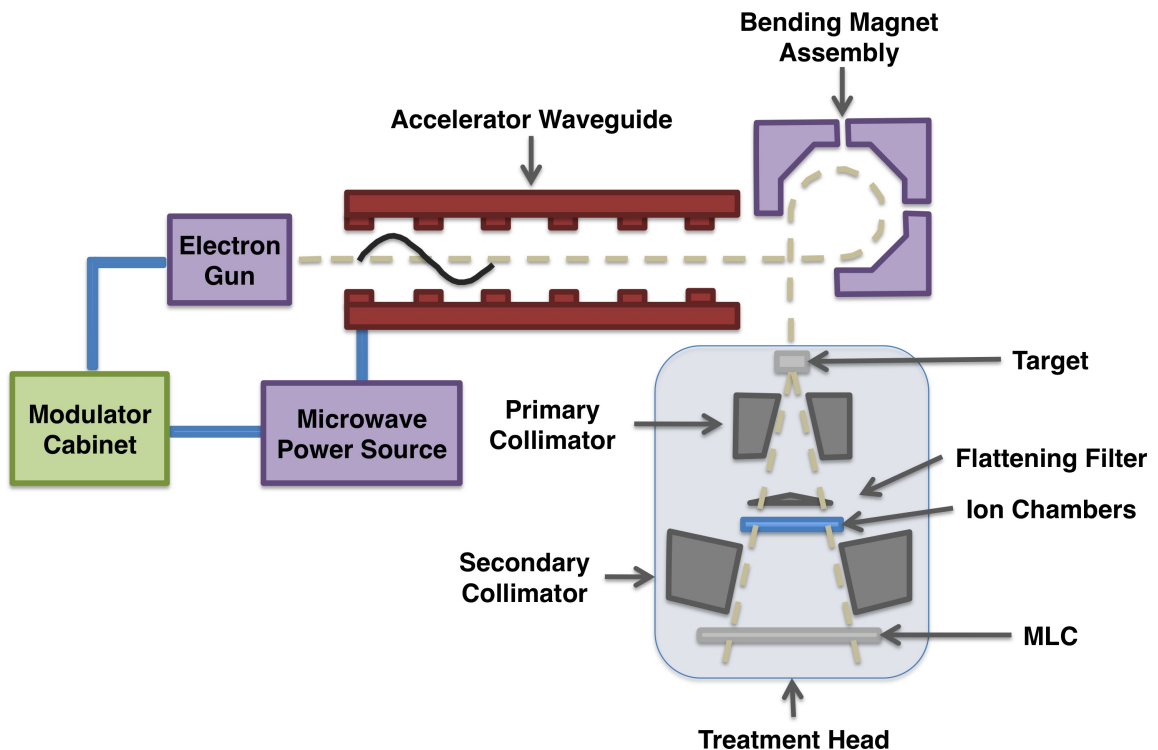 Bending Magnet
Assembly
Accelerator Waveguide
Electron
Gun
Target
Modulator
Cabinet
Microwave
Power Source
Primary
Collimator
Flattening Filter
Ion Chambers
Secondary
Collimator
MLC
Treatment Head